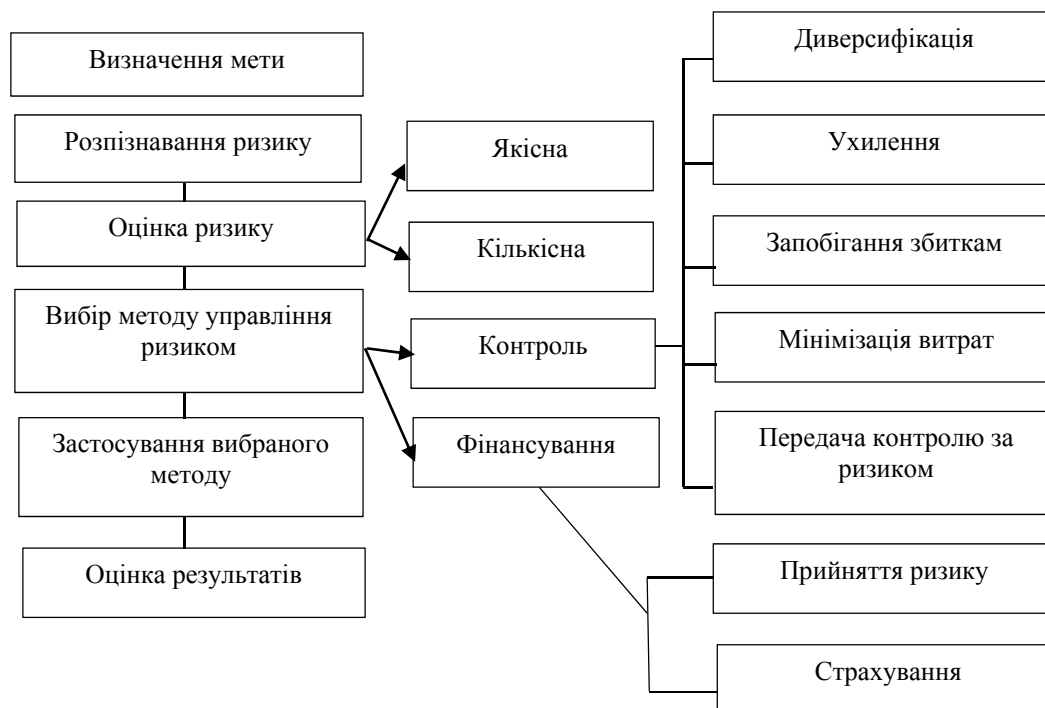 Визначення мети
Розпізнавання ризику
Оцінка ризику
Вибір методу управління
ризиком
Застосування вибраного
методу
Оцінка результатів
Якісна
Кількісна
Контроль
Фінансування
Диверсифікація
Ухилення
Запобігання збиткам
Мінімізація витрат
Передача контролю за
ризиком
Прийняття ризику
Страхування